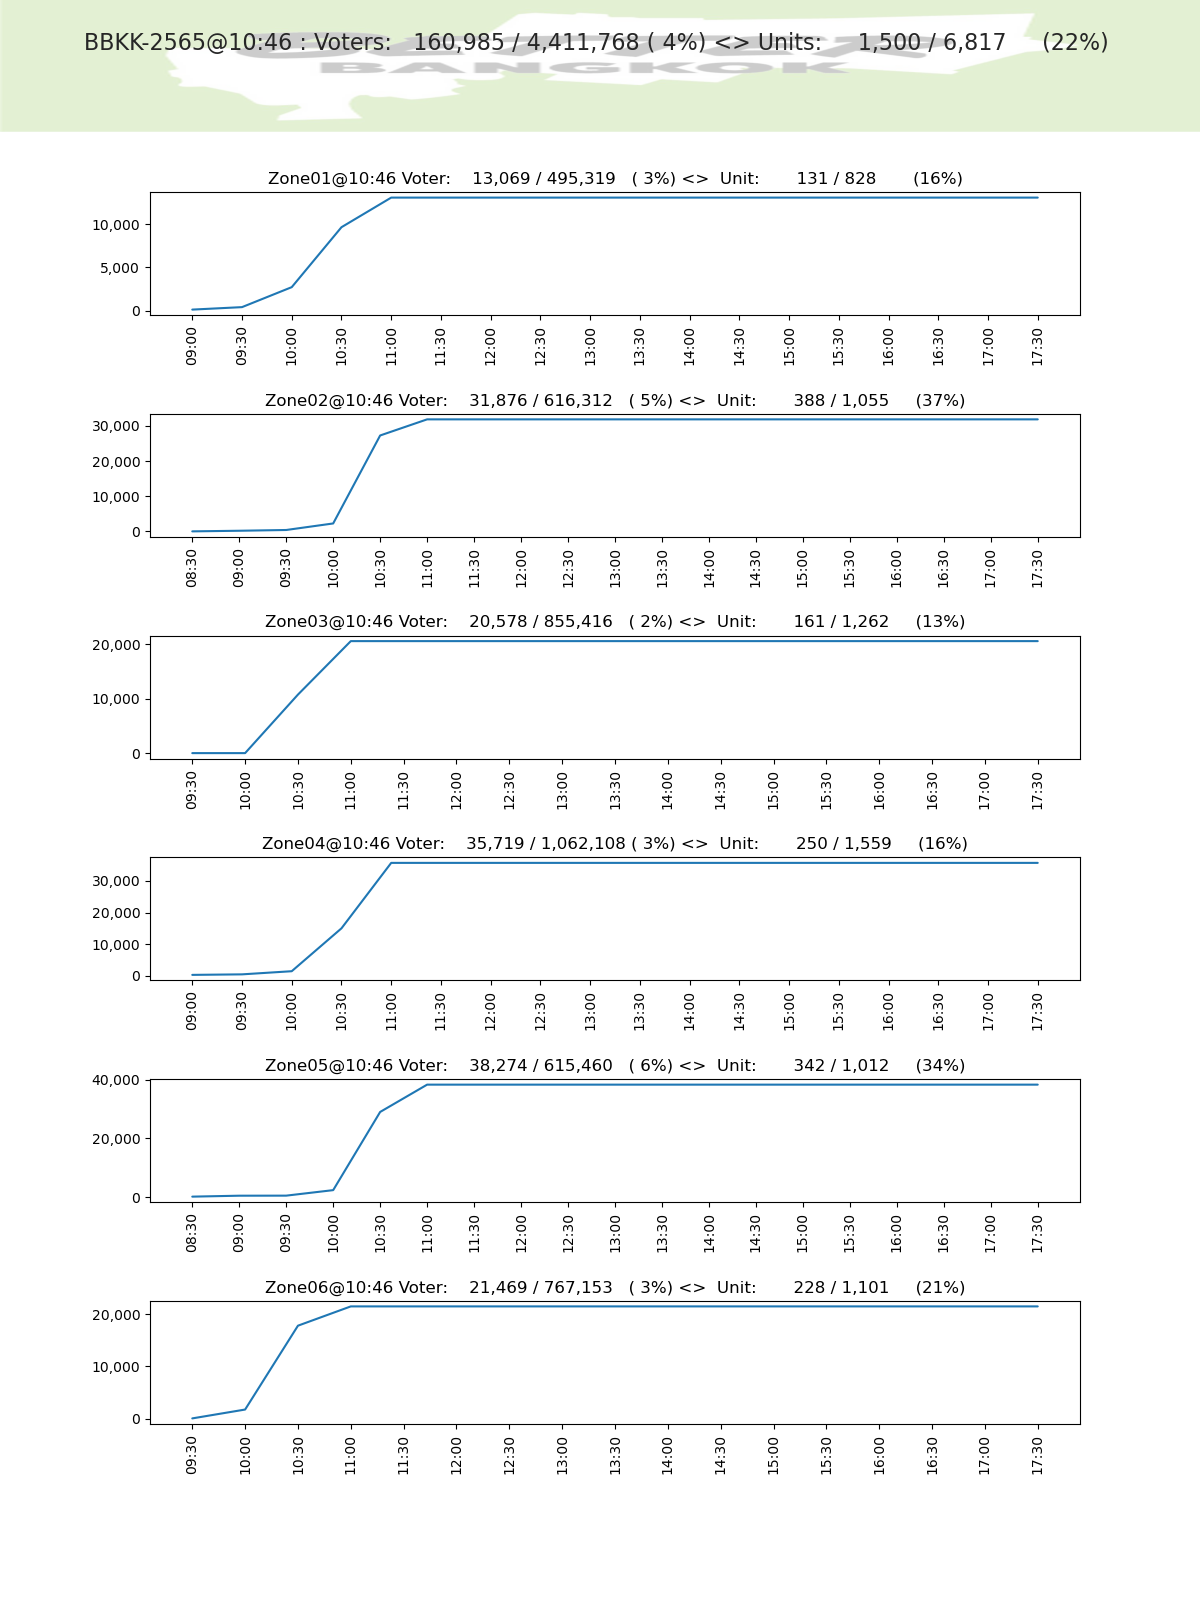 BBKK-2565@10:46 : Voters: 160,985 / 4,411,768 ( 4%) <> Units: 1,500 / 6,817 (22%)
BANGKOK
Zone01@10:46 Voter: 13,069 / 495,319 ( 3%) <> Unit: 131 / 828 (16%)
10,000
5,000
0
09:00 09:30 10:00 10:30 11:00 11:30 12:00 12:30 13:00 13:30 14:00 14:30 15:00 15:30 16:00 16:30 17:00 17:30
Zone02@10:46 Voter: 31,876 / 616,312 ( 5%) <> Unit: 388 / 1,055 (37%)
30,000
20,000
10,000
0
08:30 09:00 09:30 10:00 10:30 11:00 11:30 12:00 12:30 13:00 13:30 14:00 14:30 15:00 15:30 16:00 16:30 17:00 17:30
Zone03@10:46 Voter: 20,578 / 855,416 ( 2%) <> Unit: 161 / 1,262 (13%)
20,000
10,000
0
09:30 10:00 10:30 11:00 11:30 12:00 12:30 13:00 13:30 14:00 14:30 15:00 15:30 16:00 16:30 17:00 17:30
Zone04@10:46 Voter: 35,719 / 1,062,108 ( 3%) <> Unit: 250 / 1,559 (16%)
30,000
20,000
10,000
0
09:00 09:30 10:00 10:30 11:00 11:30 12:00 12:30 13:00 13:30 14:00 14:30 15:00 15:30 16:00 16:30 17:00 17:30
Zone05@10:46 Voter: 38,274 / 615,460 ( 6%) <> Unit: 342 / 1,012 (34%)
40,000
20,000
0
08:30 09:00 09:30 10:00 10:30 11:00 11:30 12:00 12:30 13:00 13:30 14:00 14:30 15:00 15:30 16:00 16:30 17:00 17:30
Zone06@10:46 Voter: 21,469 / 767,153 ( 3%) <> Unit: 228 / 1,101 (21%)
20,000
10,000
0
09:30 10:00 10:30 11:00 11:30 12:00 12:30 13:00 13:30 14:00 14:30 15:00 15:30 16:00 16:30 17:00 17:30